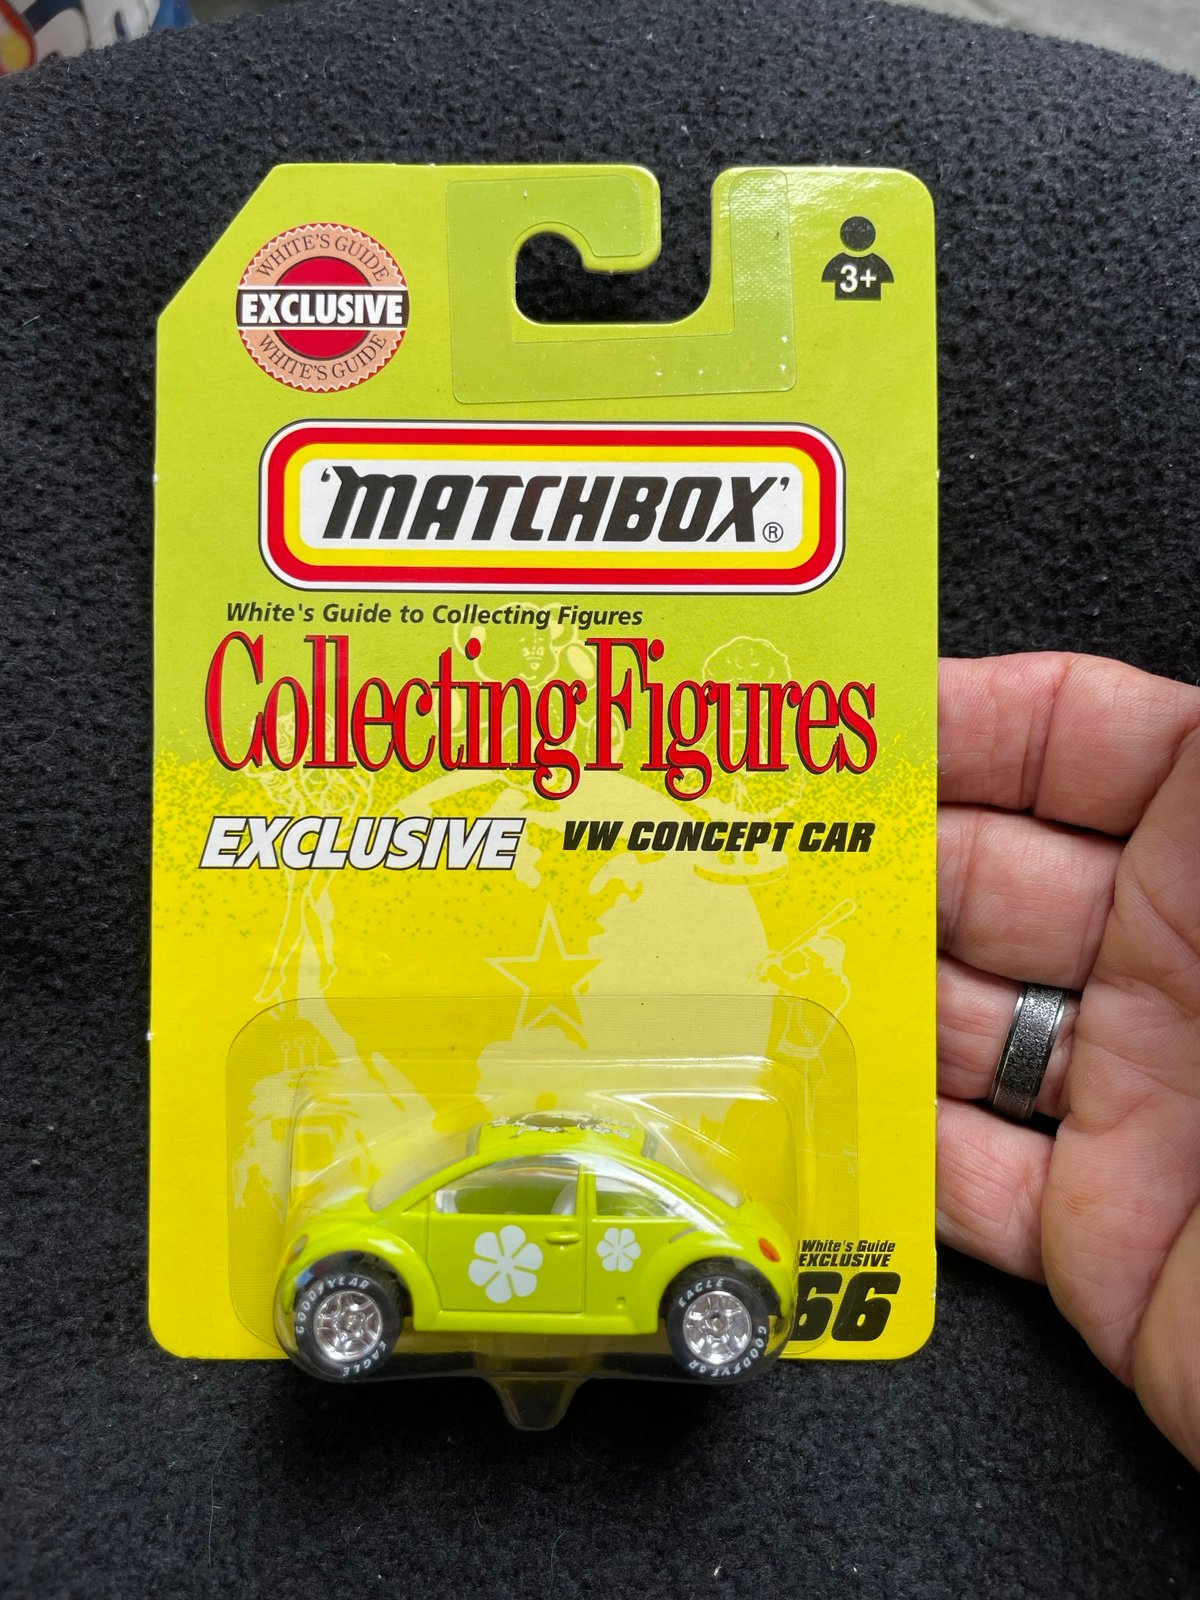 WHITE'S GUIDE
EXCLUSIVE
WHITE'S GUIDE
3+
'MATCHBOX'®
White's Guide to Collecting Figures
Collecting Figures
EXCLUSIVE
VW CONCEPT CAR
White's Guide
EXCLUSIVE
66
GOODYEAR
EAGLE
EAGLE
GOODYEAR